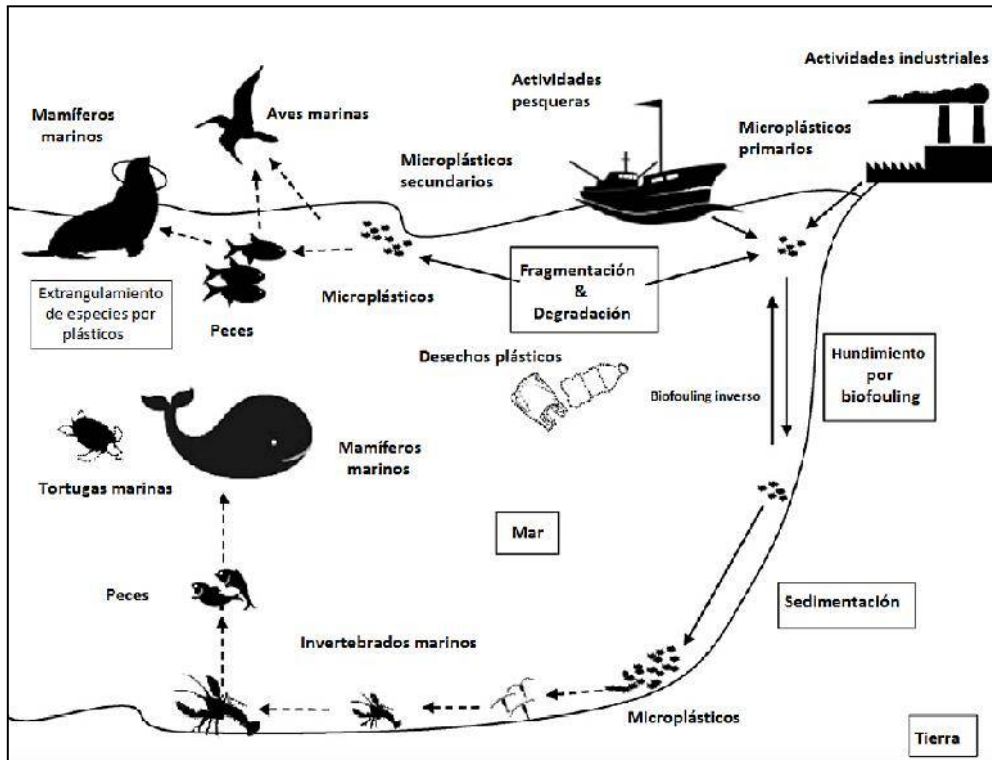 Actividades industriales
Actividades
pesqueras
Mamíferos
marinos
Aves marinas
Microplásticos
primarios
Microplásticos
secundarios
Extrangulamiento
de especies por
plásticos
Peces
Microplásticos
Fragmentación
&
Degradación
Desechos plásticos
Biofouling inverso
Hundimiento
por
biofouling
Tortugas marinas
Mamíferos
marinos
Mar
Peces
Sedimentación
Invertebrados marinos
Microplásticos
Tierra